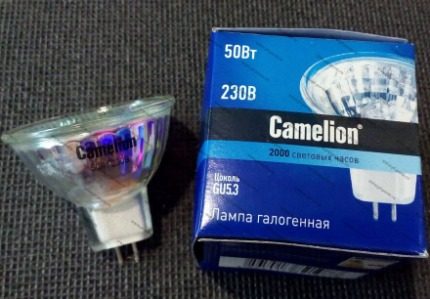 Camelion
50Вт
230В
Camelion®
2000 световых часов
Цоколь
GU5.3
Лампа галогенная